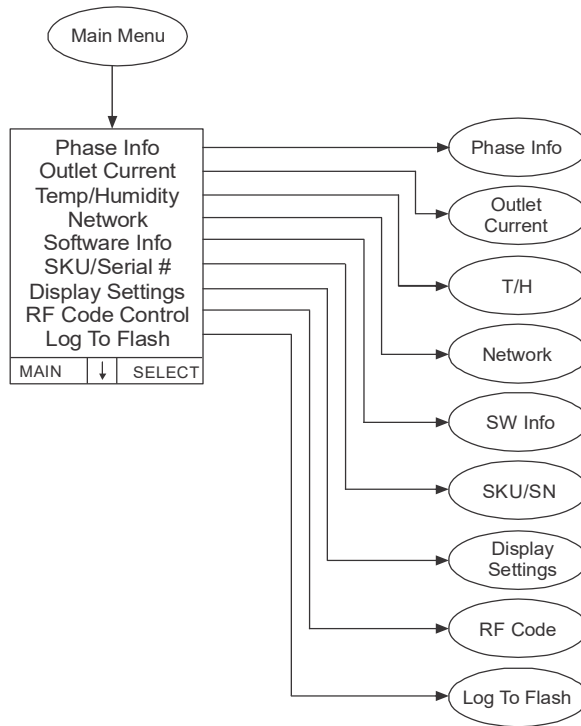 Main Menu
Phase Info
Outlet Current
Temp/Humidity
Network
Software Info
SKU/Serial #
Display Settings
RF Code Control
Log To Flash
MAIN ↓ SELECT
Phase Info
Outlet
Current
T/H
Network
SW Info
SKU/SN
Display
Settings
RF Code
Log To Flash